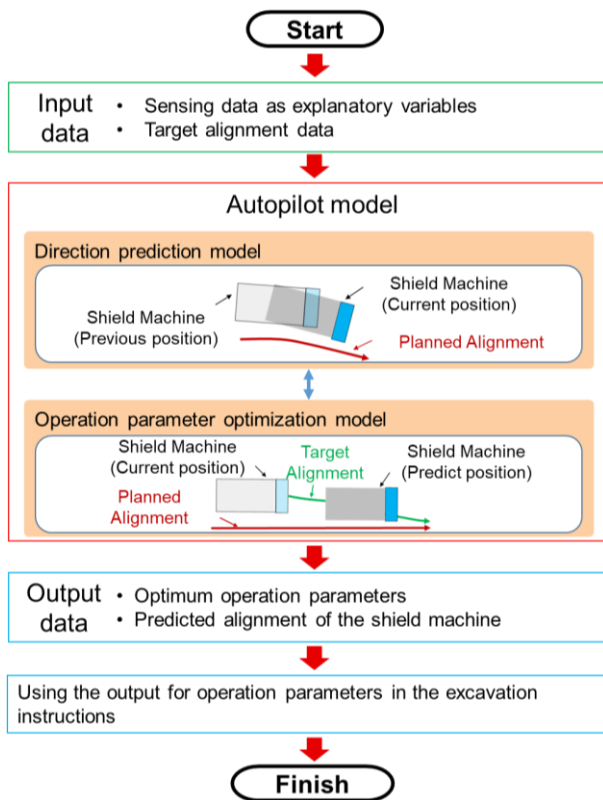 Start
Input
data
• Sensing data as explanatory variables
• Target alignment data
Autopilot model
Direction prediction model
Shield Machine
(Previous position)
Shield Machine
(Current position)
Planned Alignment
Operation parameter optimization model
Shield Machine
(Current position)
Target
Alignment
Shield Machine
(Predict position)
Planned
Alignment
Output
data
• Optimum operation parameters
• Predicted alignment of the shield machine
Using the output for operation parameters in the excavation
instructions
Finish